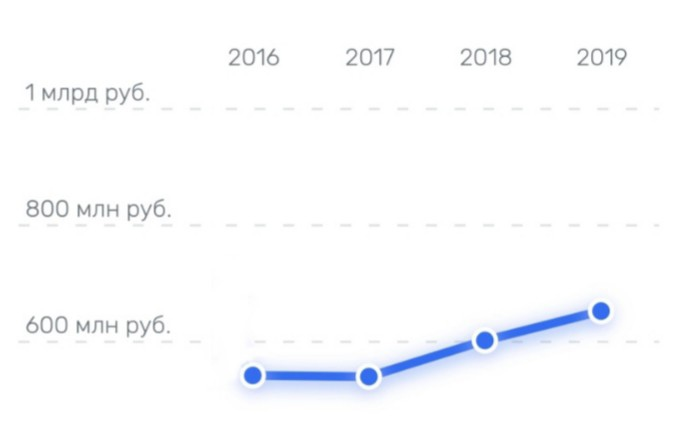 2016 2017 2018 2019
1 млрд руб.
800 млн руб.
600 млн руб.